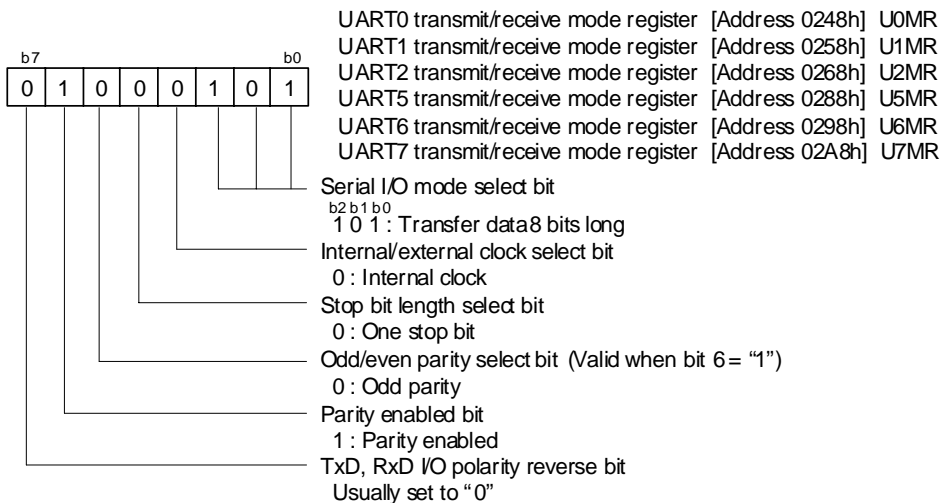 UART0 transmit/receive mode register [Address 0248h] U0MR
UART1 transmit/receive mode register [Address 0258h] U1MR
UART2 transmit/receive mode register [Address 0268h] U2MR
UART5 transmit/receive mode register [Address 0288h] U5MR
UART6 transmit/receive mode register [Address 0298h] U6MR
UART7 transmit/receive mode register [Address 02A8h] U7MR
b7 b0
0 1 0 0 0 1 0 1
Serial I/O mode select bit
b2 b1 b0
1 0 1 : Transfer data 8 bits long
Internal/external clock select bit
0 : Internal clock
Stop bit length select bit
0 : One stop bit
Odd/even parity select bit (Valid when bit 6 = “1”)
0 : Odd parity
Parity enabled bit
1 : Parity enabled
TxD, RxD I/O polarity reverse bit
Usually set to “0”